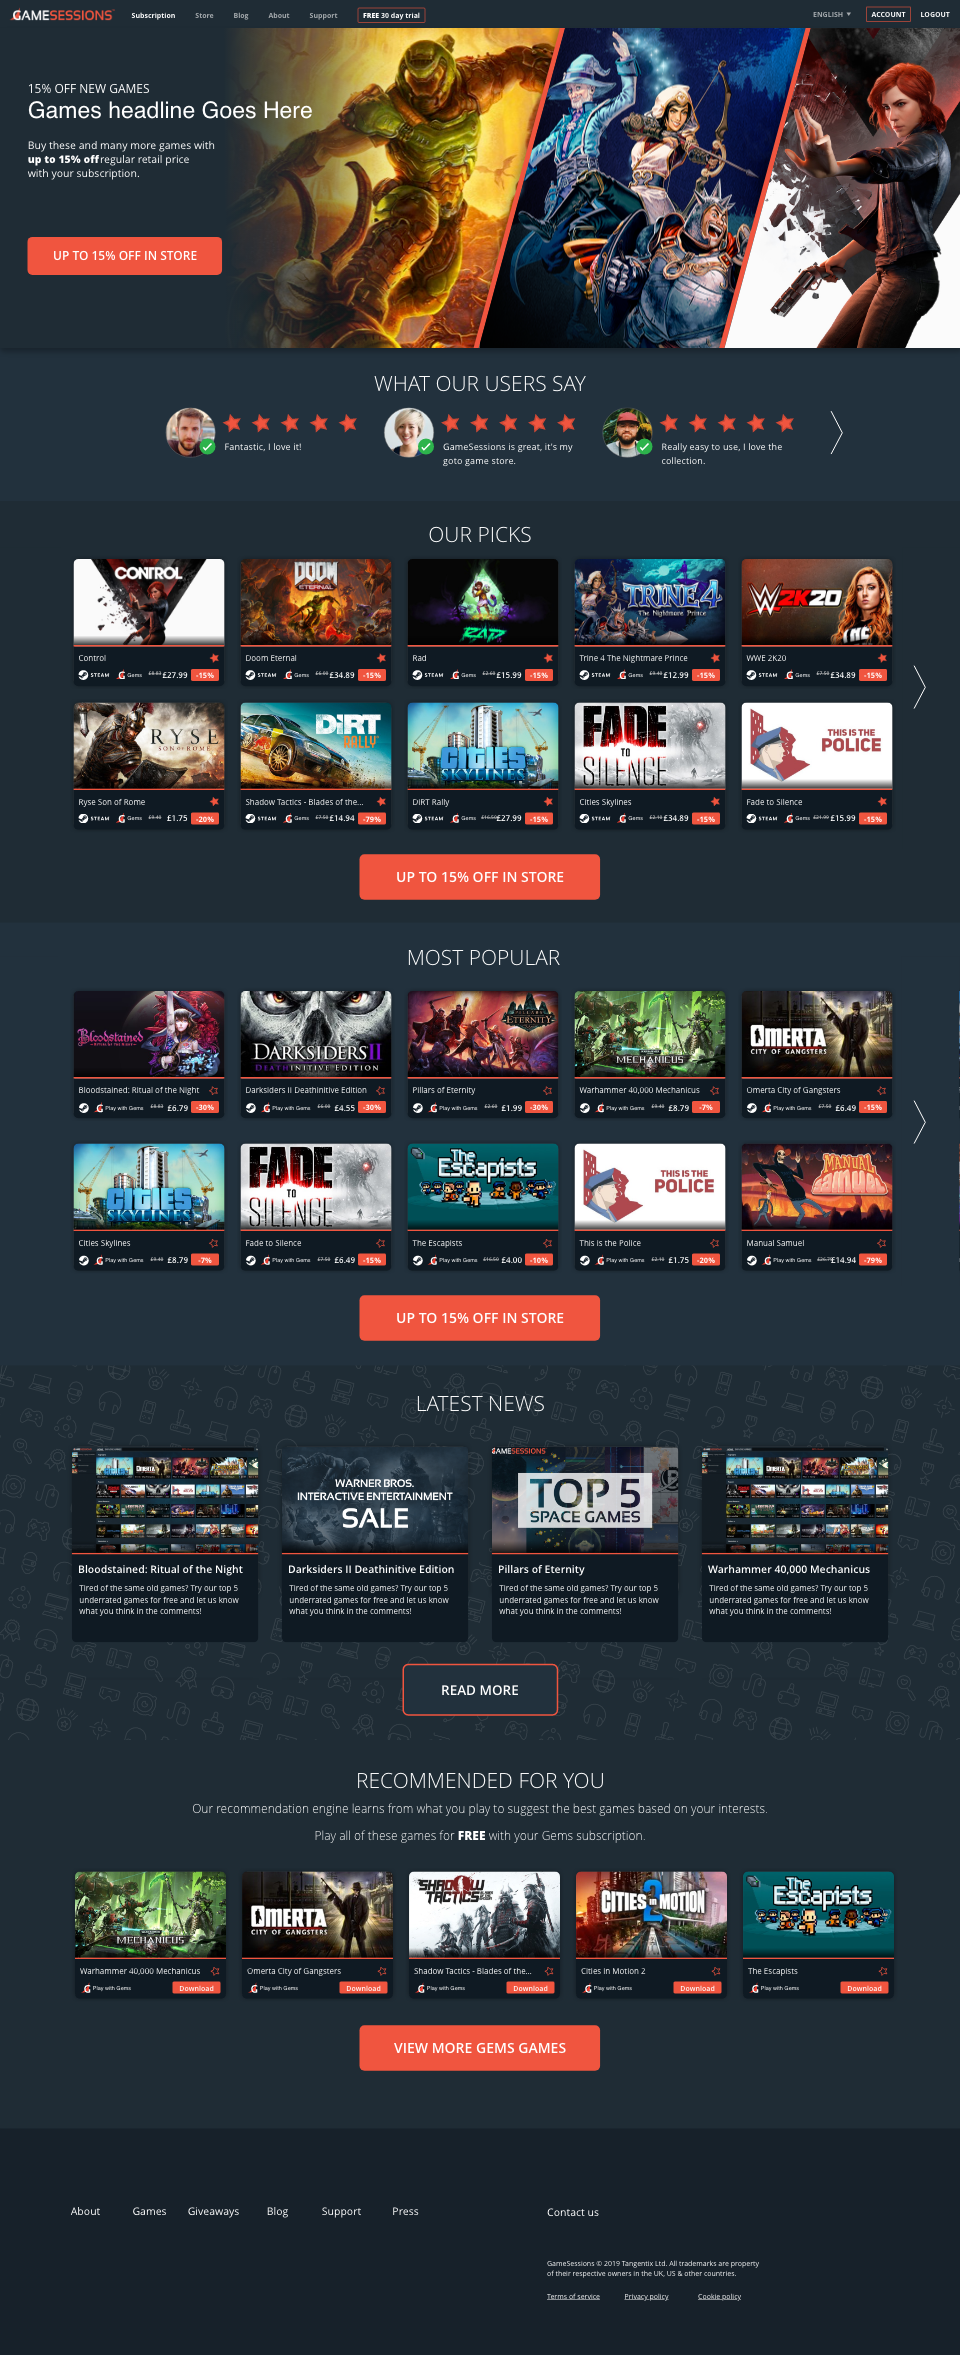 GAMESESSIONS
Subscription Store Blog About Support FREE 30 day trial ENGLISH ACCOUNT LOGOUT
15% OFF NEW GAMES
Games headline Goes Here
Buy these and many more games with
up to 15% off regular retail price
with your subscription.
UP TO 15% OFF IN STORE
WHAT OUR USERS SAY
Fantastic, I love it!
GameSessions is great, it's my
goto game store.
Really easy to use, I love the
collection.
OUR PICKS
CONTROL
DOOM
ETERNAL
RAD
TRINE 4
The Nightmare Prince
W2K20
Control
Doom Eternal
Rad
Trine 4 The Nightmare Prince
WWE 2K20
STEAM Gems £27.99 -15%
STEAM Gems £34.89 -15%
STEAM Gems £15.99 -15%
STEAM Gems £12.99 -15%
STEAM Gems £34.89 -15%
RYSE
SON OF ROME
DiRT
RALLY
CITIES
SKYLINES
FADE
TO
SILENCE
THIS IS THE
POLICE
Ryse Son of Rome
Shadow Tactics - Blades of the...
DiRT Rally
Cities Skylines
Fade to Silence
STEAM Gems £1.75 -20%
STEAM Gems £14.94 -79%
STEAM Gems £27.99 -15%
STEAM Gems £34.89 -15%
STEAM Gems £15.99 -15%
UP TO 15% OFF IN STORE
MOST POPULAR
Bloodstained
DARKSIDERS II
DEATHINITIVE EDITION
PILLARS
ETERNITY
MECHANICUS
OMERTA
CITY OF GANGSTERS
Bloodstained: Ritual of the Night
Darksiders II Deathinitive Edition
Pillars of Eternity
Warhammer 40,000 Mechanicus
Omerta City of Gangsters
Play with Gems £6.79 -30%
Play with Gems £4.55 -30%
Play with Gems £1.99 -30%
Play with Gems £8.79 -7%
Play with Gems £6.49 -15%
CITIES
SKYLINES
FADE
TO
SILENCE
The
Escapists
THIS IS THE
POLICE
MANUAL
SAMUEL
Cities Skylines
Fade to Silence
The Escapists
This is the Police
Manual Samuel
Play with Gems £8.79 -7%
Play with Gems £6.49 -15%
Play with Gems £4.00 -10%
Play with Gems £1.75 -20%
Play with Gems £14.94 -79%
UP TO 15% OFF IN STORE
LATEST NEWS
WARNER BROS.
INTERACTIVE ENTERTAINMENT
SALE
GAMESESSIONS
TOP 5
SPACE GAMES
Bloodstained: Ritual of the Night
Tired of the same old games? Try our top 5
underrated games for free and let us know
what you think in the comments!
Darksiders II Deathinitive Edition
Tired of the same old games? Try our top 5
underrated games for free and let us know
what you think in the comments!
Pillars of Eternity
Tired of the same old games? Try our top 5
underrated games for free and let us know
what you think in the comments!
Warhammer 40,000 Mechanicus
Tired of the same old games? Try our top 5
underrated games for free and let us know
what you think in the comments!
READ MORE
RECOMMENDED FOR YOU
Our recommendation engine learns from what you play to suggest the best games based on your interests.
Play all of these games for FREE with your Gems subscription.
MECHANICUS
OMERTA
CITY OF GANGSTERS
SHADOW
TACTICS
CITIES in MOTION
2
The
Escapists
Warhammer 40,000 Mechanicus
Omerta City of Gangsters
Shadow Tactics - Blades of the...
Cities in Motion 2
The Escapists
Play with Gems Download
Play with Gems Download
Play with Gems Download
Play with Gems Download
Play with Gems Download
VIEW MORE GEMS GAMES
About Games Giveaways Blog Support Press
Contact us
GameSessions © 2019 Tangentix Ltd. All trademarks are property
of their respective owners in the UK, US & other countries.
Terms of service Privacy policy Cookie policy